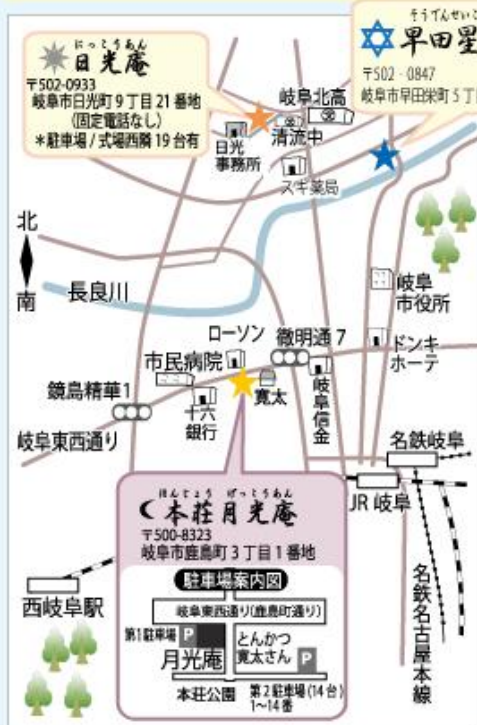 にっこうあん
日光庵
〒502-0933
岐阜市日光町9丁目21番地
(固定電話なし)
*駐車場/式場西隣19台有
そうでんせいこ
早田星
〒502-0847
岐阜市早田栄町5丁
岐阜北高
日光
事務所
清流中
スギ薬局
北
南
長良川
岐阜
市役所
ローソン
徹明通7
ドン・キ
ホーテ
市民病院
鏡島精華1
十六
銀行
寛太
岐阜信金
岐阜東西通り
名鉄岐阜
JR岐阜
ほんじょう げっこうあん
本荘月光庵
〒500-8323
岐阜市鹿島町3丁目1番地
駐車場案内図
岐阜東西通り(鹿島町通り)
第1駐車場
P
月光庵
とんかつ
寛太さん
P
本荘公園
第2駐車場(14台)
1〜14番
西岐阜駅
名鉄名古屋本線